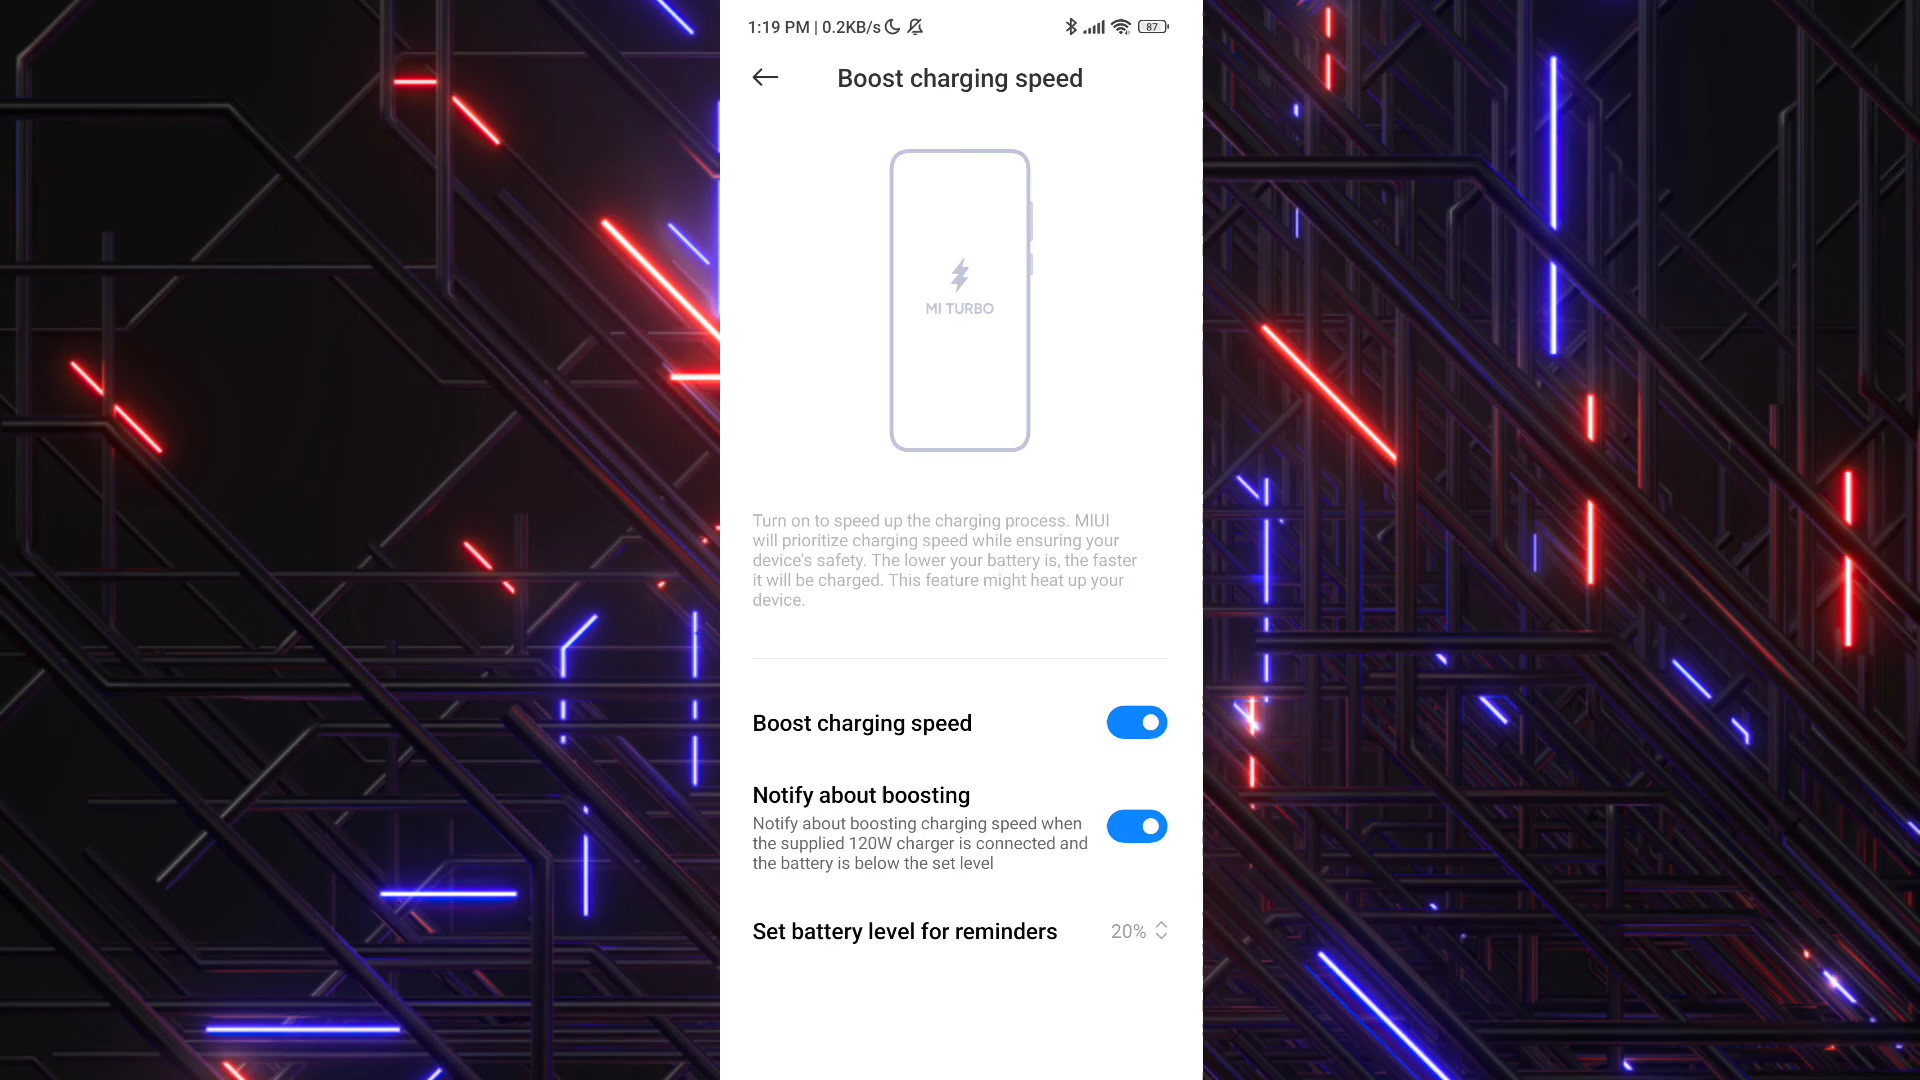 1:19 PM | 0.2KB/s 87
Boost charging speed
MI TURBO
Turn on to speed up the charging process. MIUI
will prioritize charging speed while ensuring your
device's safety. The lower your battery is, the faster
it will be charged. This feature might heat up your
device.
Boost charging speed
Notify about boosting
Notify about boosting charging speed when
the supplied 120W charger is connected and
the battery is below the set level
Set battery level for reminders 20%